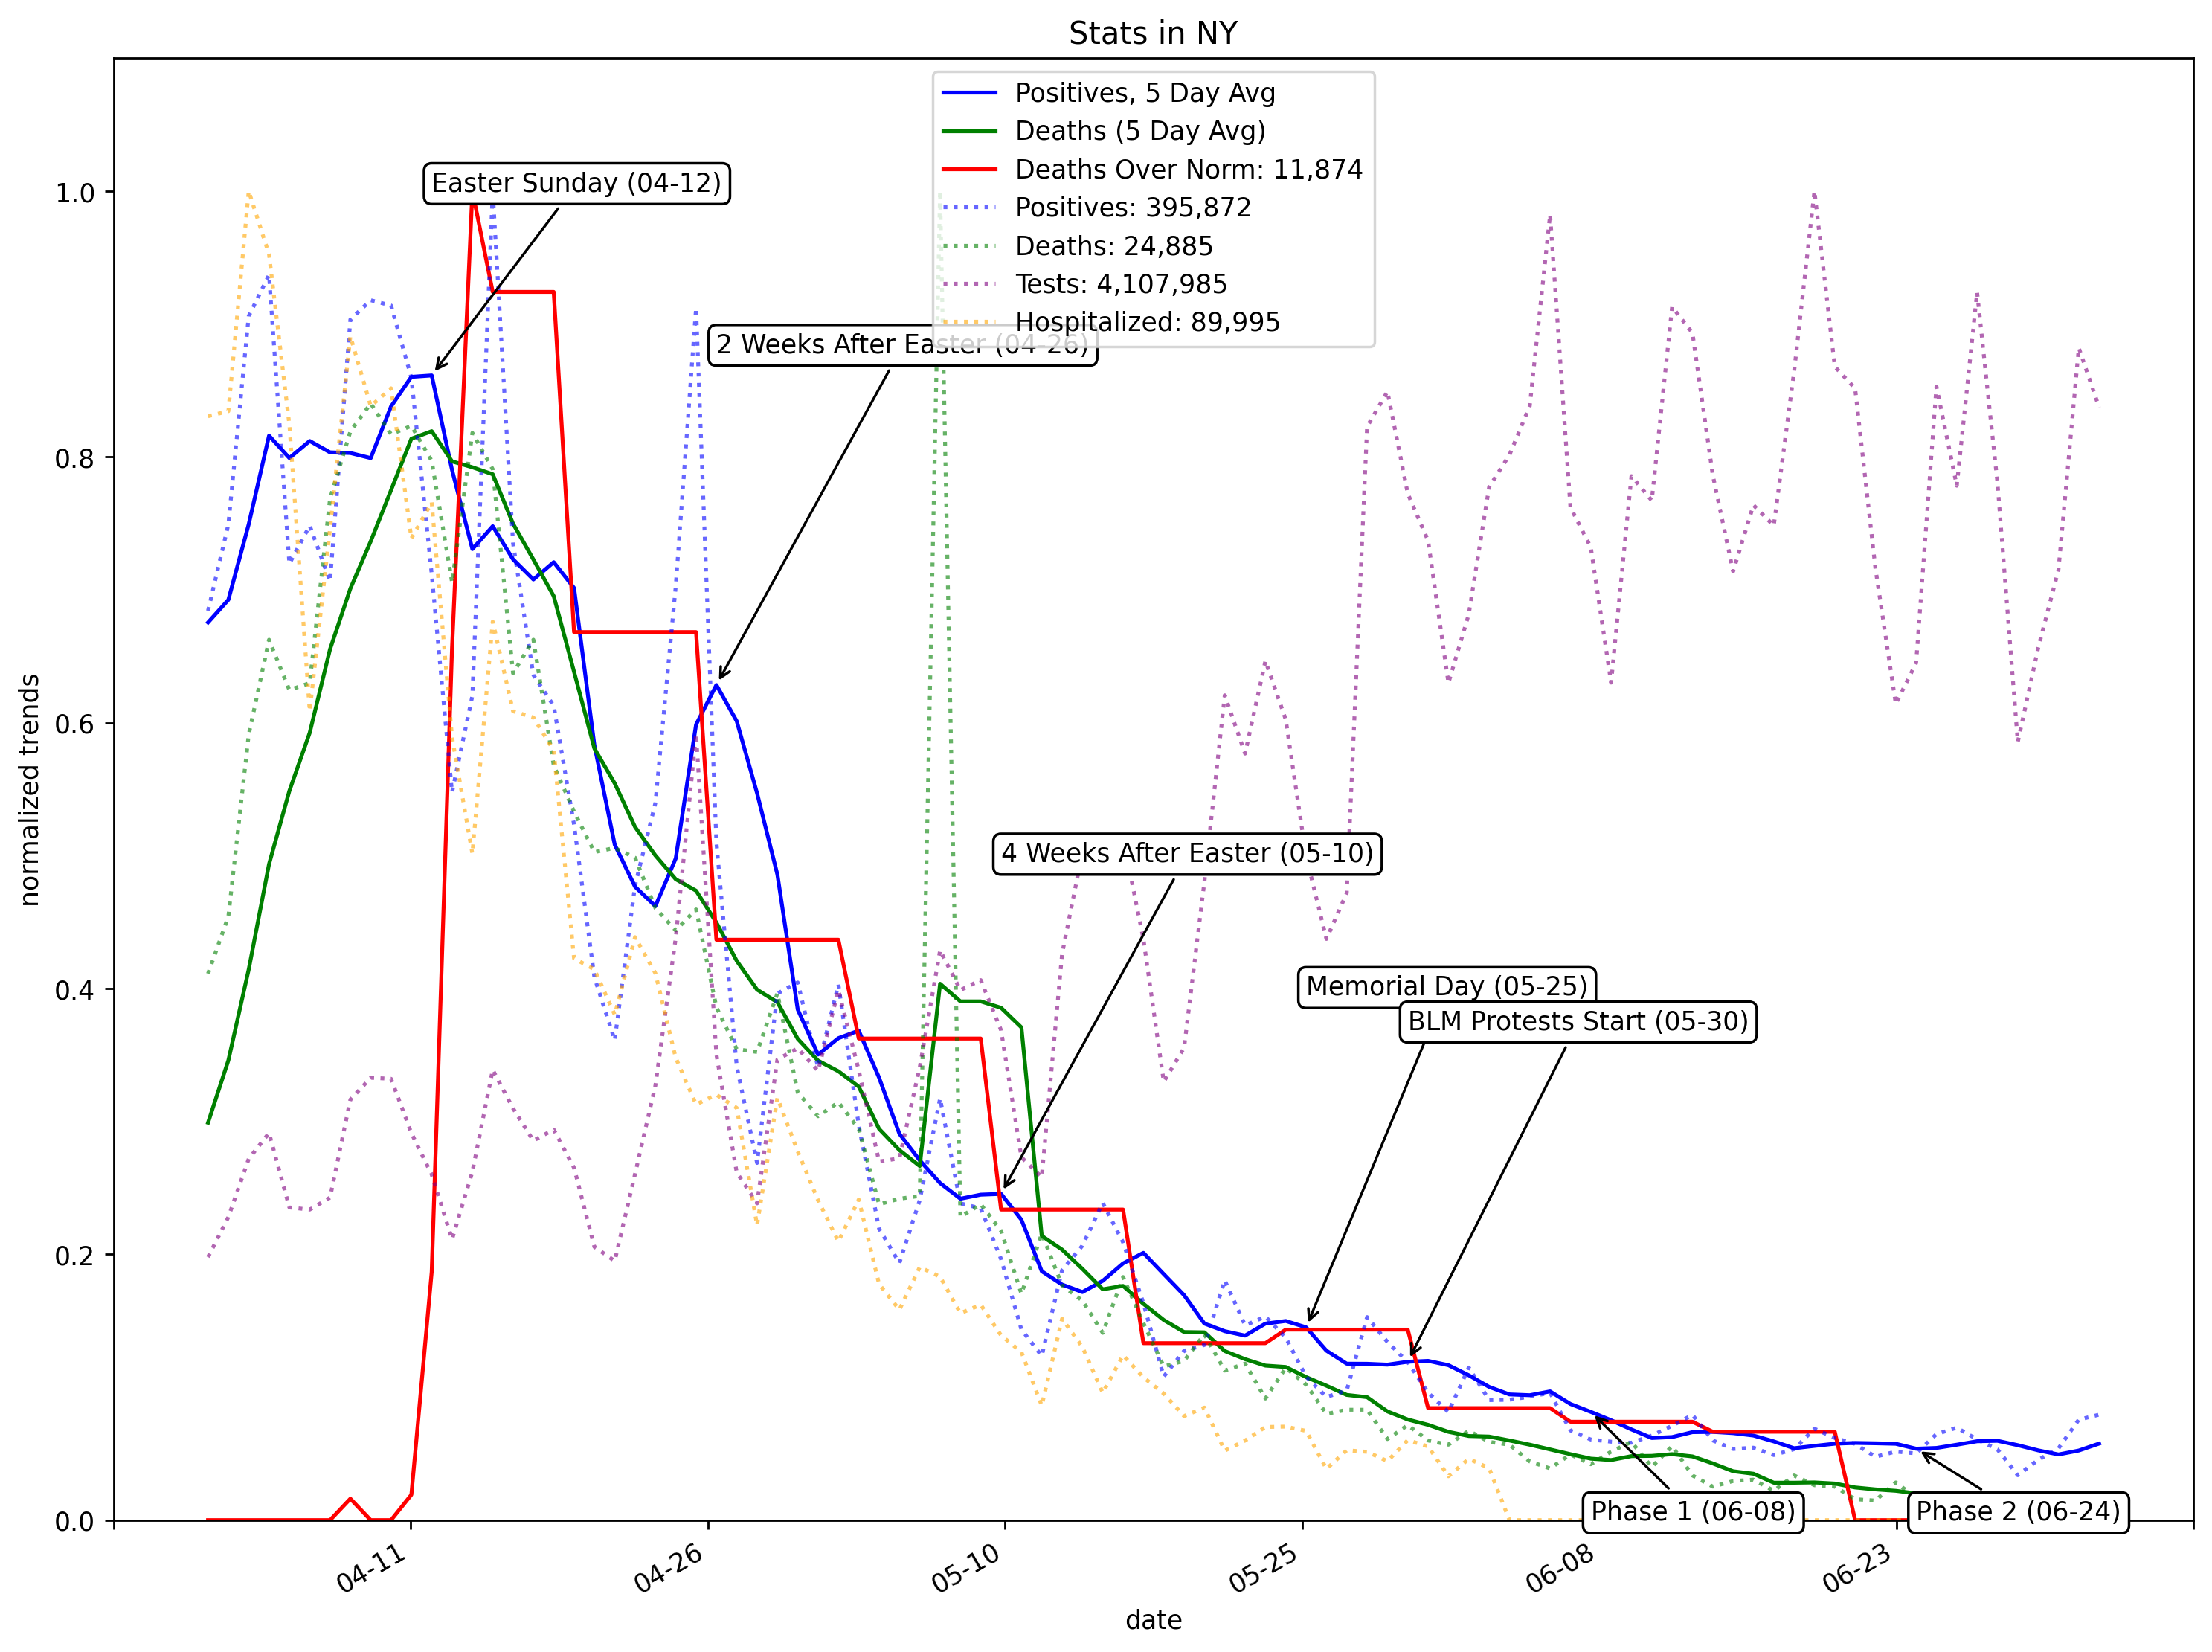 Stats in NY
Positives, 5 Day Avg
Deaths (5 Day Avg)
Deaths Over Norm: 11,874
Positives: 395,872
Deaths: 24,885
Tests: 4,107,985
Hospitalized: 89,995
Easter Sunday (04-12)
2 Weeks After Easter (04-26)
4 Weeks After Easter (05-10)
Memorial Day (05-25)
BLM Protests Start (05-30)
Phase 1 (06-08)
Phase 2 (06-24)
normalized trends
1.0
0.8
0.6
0.4
0.2
0.0
04-11
04-26
05-10
05-25
06-08
06-23
date